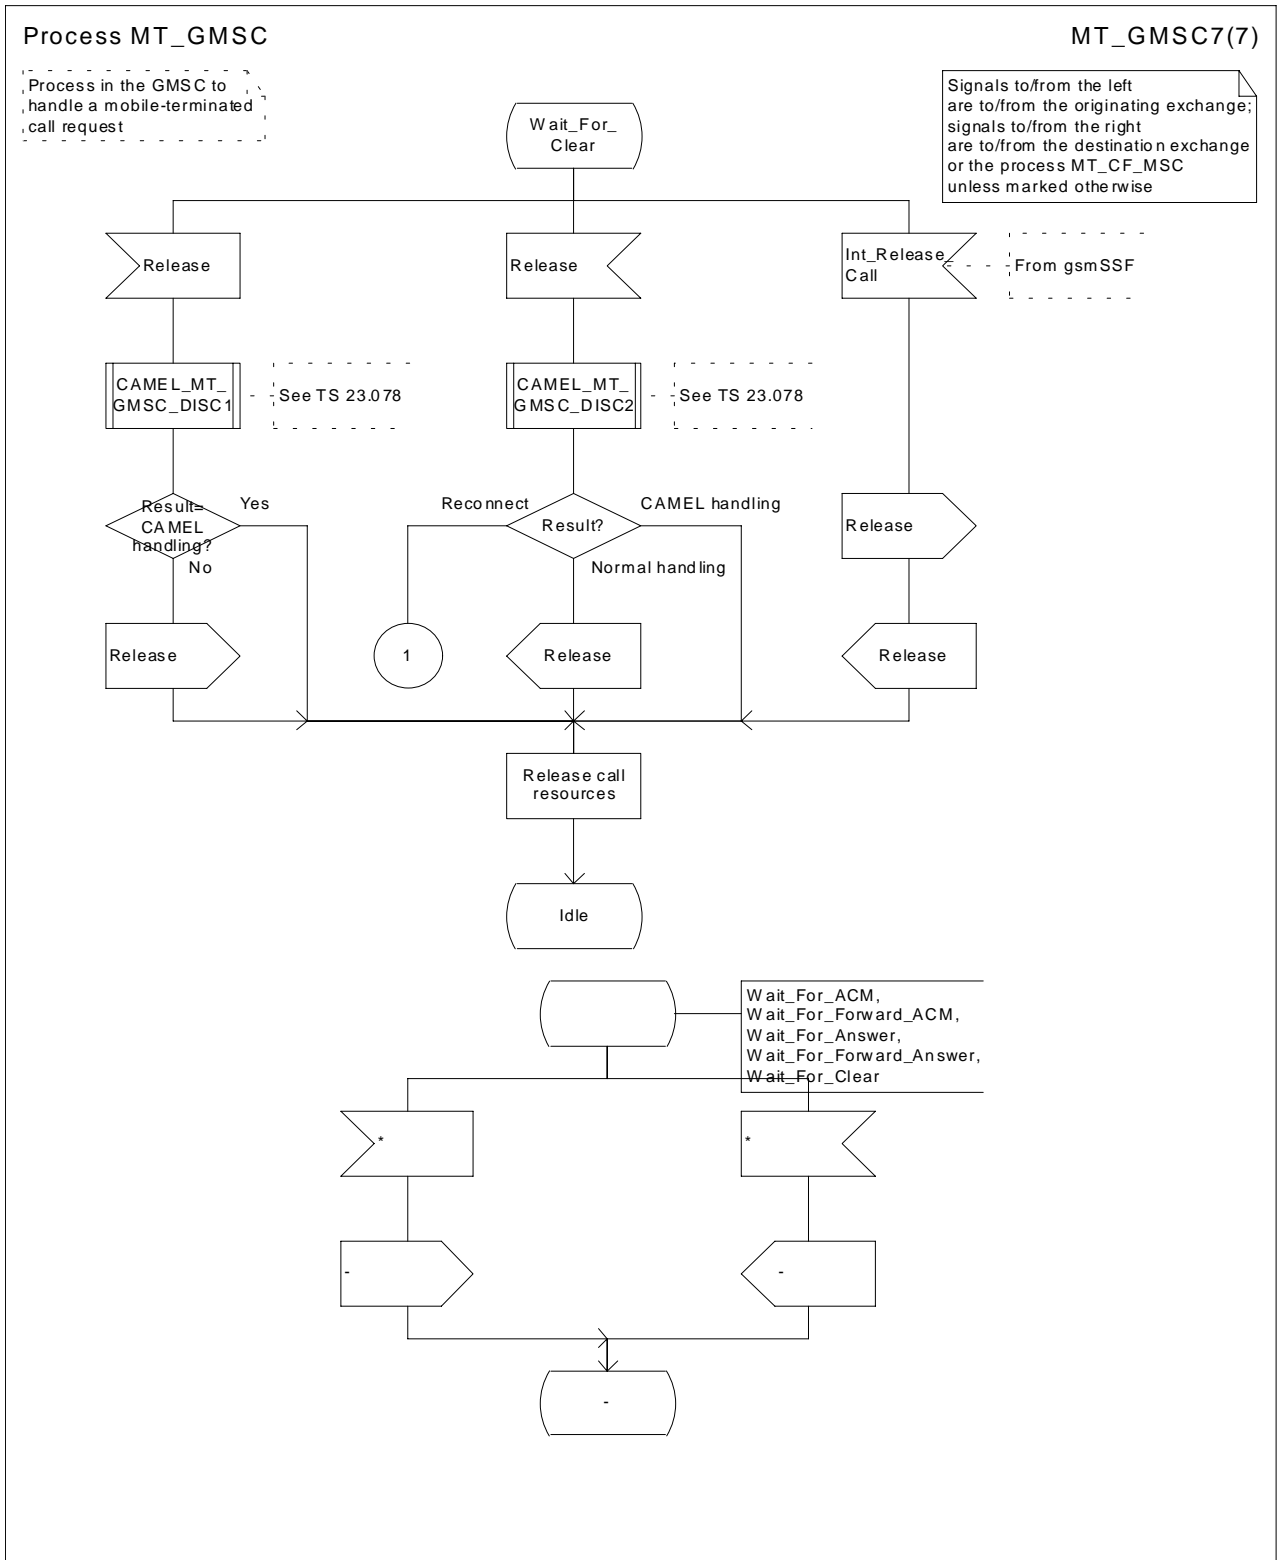 Process MT_GMSC
MT_GMSC7(7)
Process in the GMSC to
handle a mobile-terminated
call request
Signals to/from the left
are to/from the originating exchange;
signals to/from the right
are to/from the destination exchange
or the process MT_CF_MSC
unless marked otherwise
Wait_For_
Clear
Release
Release
Int_Release_
Call
From gsmSSF
CAMEL_MT_
GMSC_DISC1
See TS 23.078
CAMEL_MT_
GMSC_DISC2
See TS 23.078
Result=
CAMEL
handling?
Yes
No
Reconnect
Result?
CAMEL handling
Normal handling
Release
Release
1
Release
Release
Release call
resources
Idle
Wait_For_ACM,
Wait_For_Forward_ACM,
Wait_For_Answer,
Wait_For_Forward_Answer,
Wait_For_Clear
*
*
-
-
-